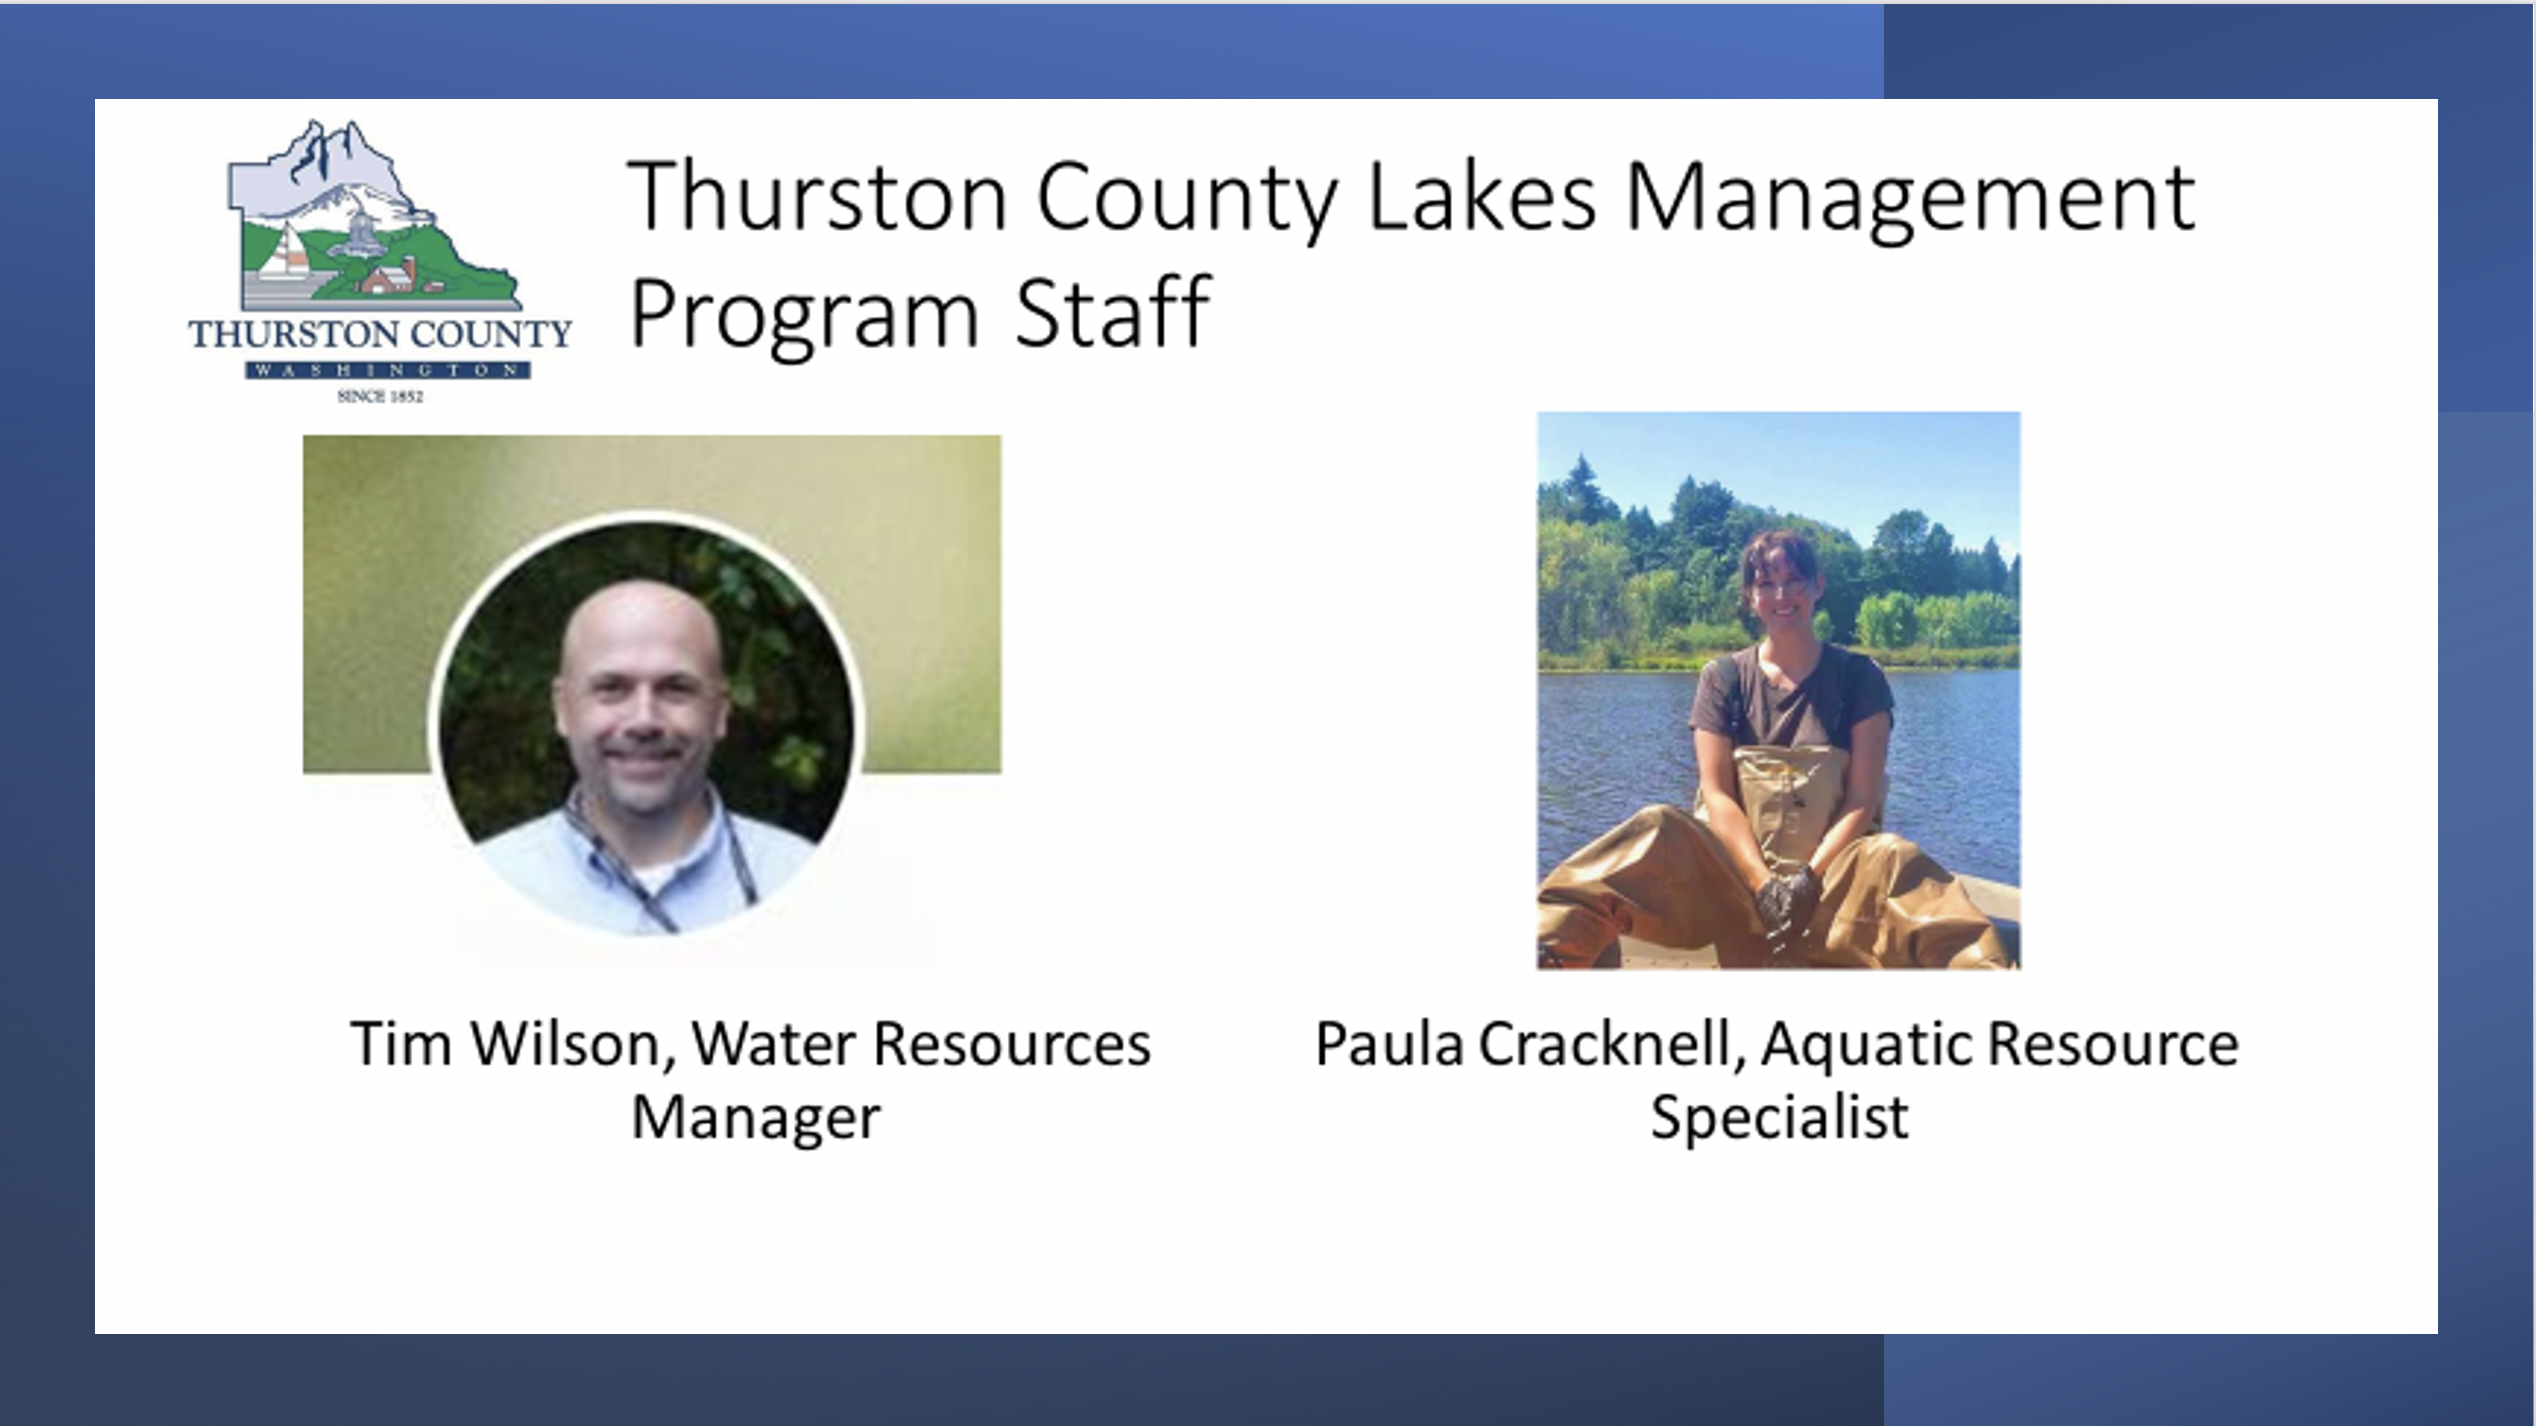 Thurston County Lakes Management
Program Staff
THURSTON COUNTY
WASHINGTON
SINCE 1852
Tim Wilson, Water Resources
Manager
Paula Cracknell, Aquatic Resource
Specialist